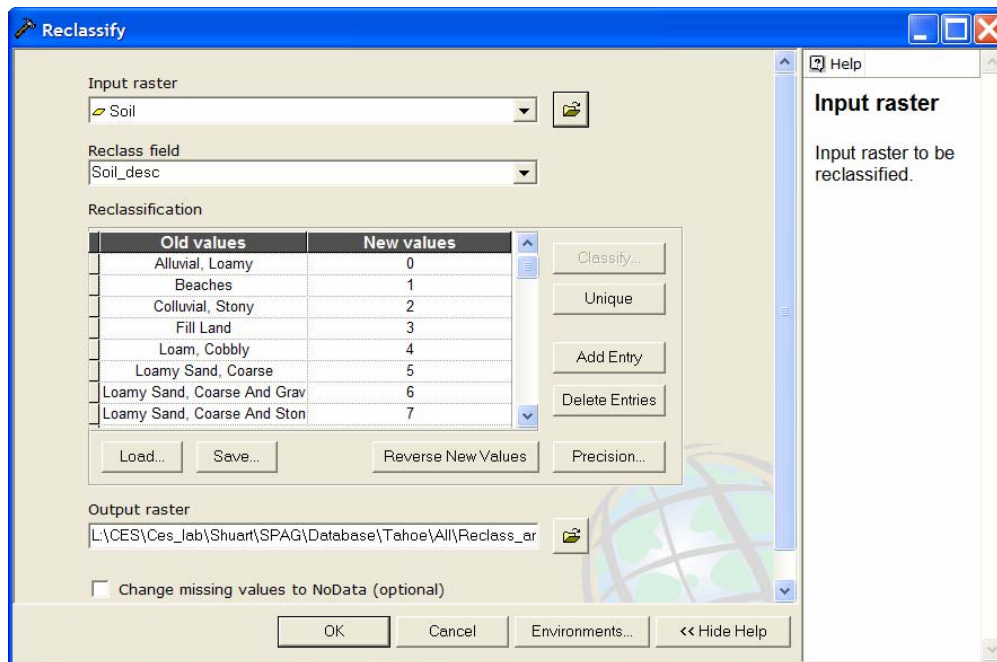 Reclassify
Input raster
Soil
Reclass field
Soil_desc
Reclassification
Old values New values
Alluvial, Loamy 0
Beaches 1
Colluvial, Stony 2
Fill Land 3
Loam, Cobbly 4
Loamy Sand, Coarse 5
Loamy Sand, Coarse And Grav 6
Loamy Sand, Coarse And Ston 7
Classify...
Unique
Add Entry
Delete Entries
Load... Save... Reverse New Values Precision...
Output raster
L:\CES\Ces_lab\Shuart\SPAG\Database\Tahoe\All\Reclass_ar
Change missing values to NoData (optional)
OK Cancel Environments... << Hide Help
Help
Input raster
Input raster to be
reclassified.